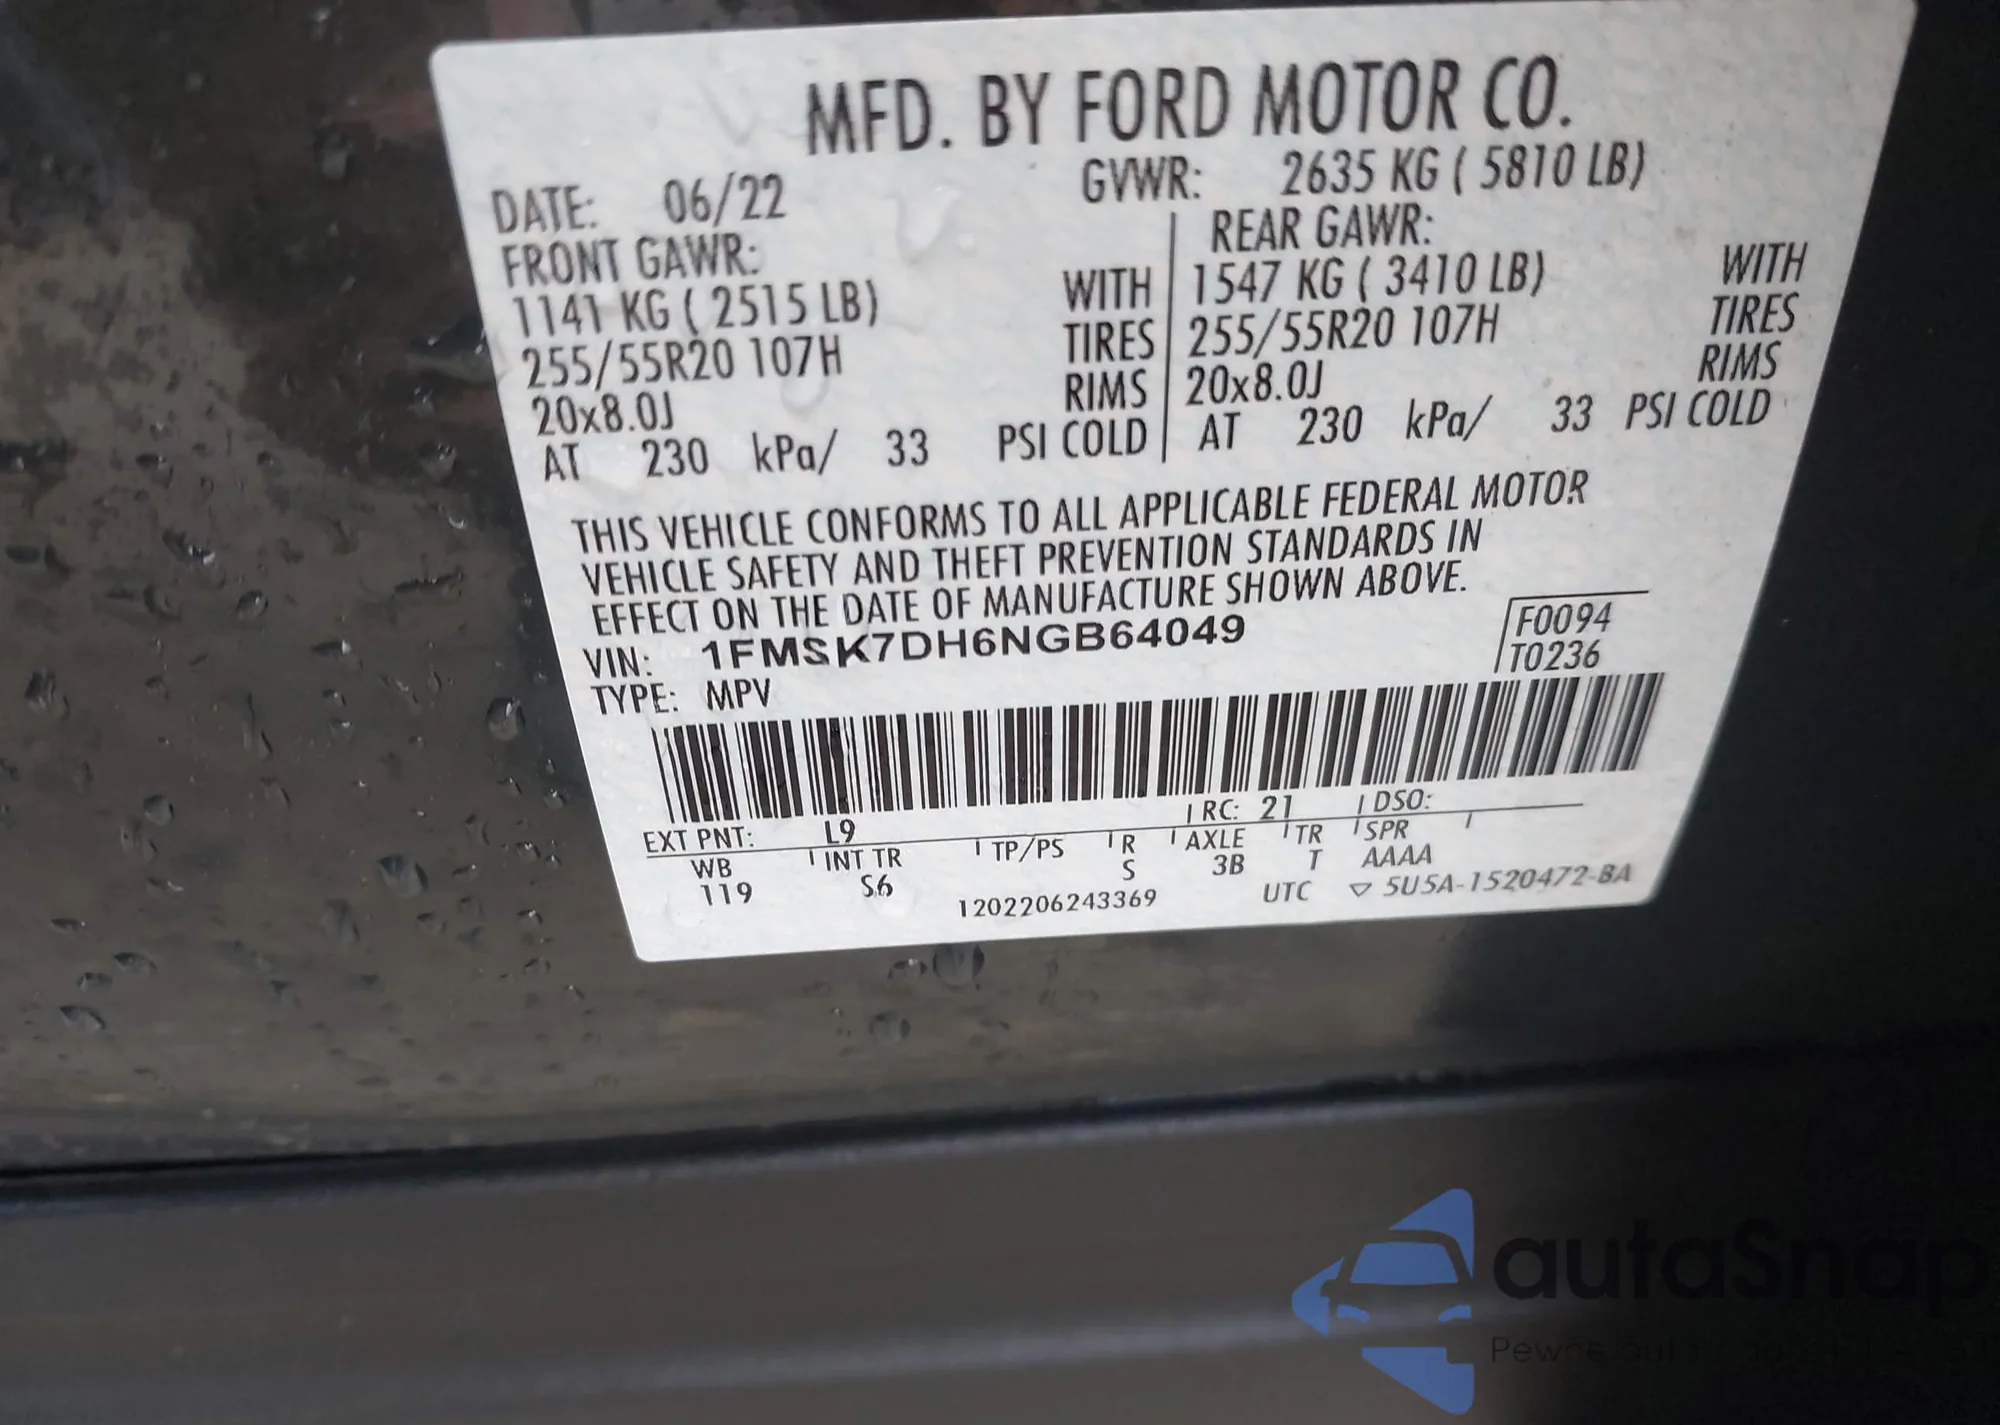 MFD. BY FORD MOTOR CO.
DATE: 06/22 GVWR: 2635 KG ( 5810 LB)
FRONT GAWR: REAR GAWR:
1141 KG ( 2515 LB) WITH 1547 KG ( 3410 LB) WITH
255/55R20 107H TIRES 255/55R20 107H TIRES
20x8.0J RIMS 20x8.0J RIMS
AT 230 kPa/ 33 PSI COLD AT 230 kPa/ 33 PSI COLD
THIS VEHICLE CONFORMS TO ALL APPLICABLE FEDERAL MOTOR
VEHICLE SAFETY AND THEFT PREVENTION STANDARDS IN
EFFECT ON THE DATE OF MANUFACTURE SHOWN ABOVE.
VIN: 1FMSK7DH6NGB64049 F0094
TYPE: MPV T0236
EXT PNT: L9 RC: 21 DSO:
WB INT TR TP/PS R AXLE TR SPR
119 S6 S 3B T AAAA
1202206243369 UTC ▽ 5U5A-1520472-BA
autoSnap
Pewne auto